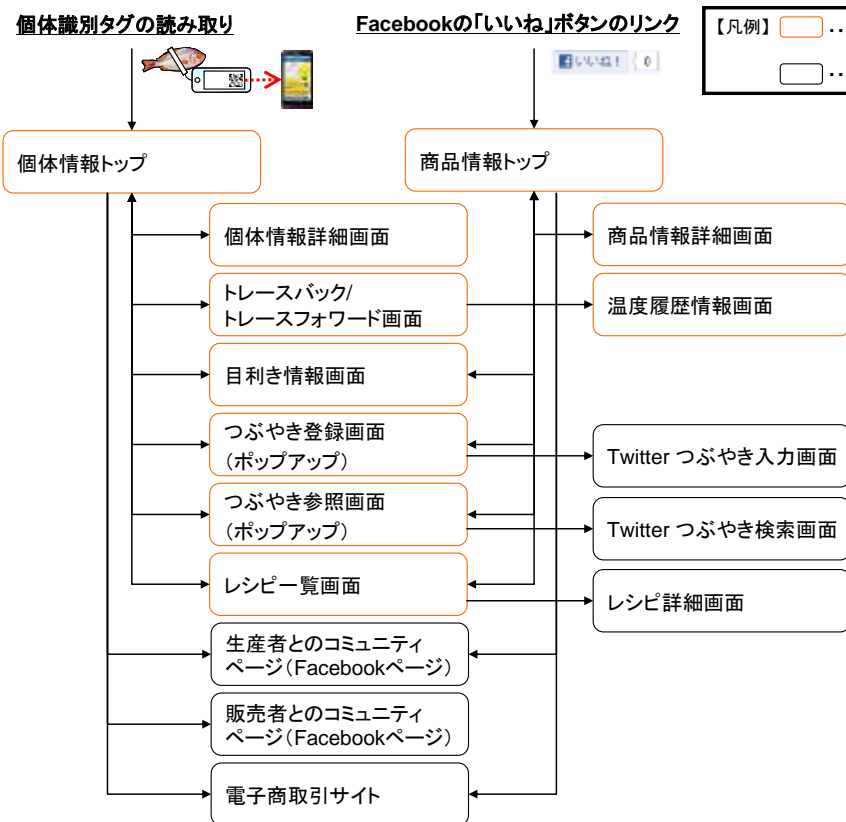 個体識別タグの読み取り
Facebookの「いいね」ボタンのリンク
【凡例】
‥
‥
いいね!
0
個体情報トップ
商品情報トップ
個体情報詳細画面
商品情報詳細画面
トレースバック/
トレースフォワード画面
温度履歴情報画面
目利き情報画面
つぶやき登録画面
（ポップアップ）
Twitter つぶやき入力画面
つぶやき参照画面
（ポップアップ）
Twitter つぶやき検索画面
レシピ一覧画面
レシピ詳細画面
生産者とのコミュニティ
ページ（Facebookページ）
販売者とのコミュニティ
ページ（Facebookページ）
電子商取引サイト